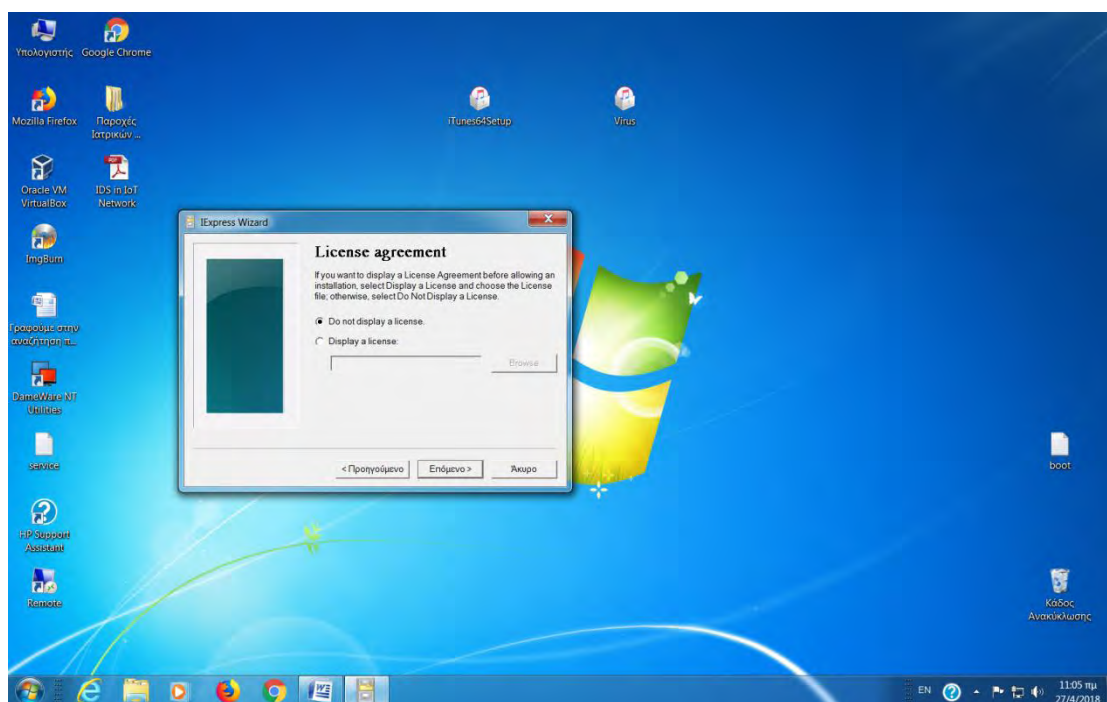 Υπολογιστής
Google Chrome
Mozilla Firefox
Παροχές
Ιατρικών ...
iTunes64Setup
Virus
Oracle VM
VirtualBox
IDS in IoT
Network
ImgBurn
Γραφουμε στην
αναζήτηση π...
DameWare NT
Utilities
service
HP Support
Assistant
Remote
IExpress Wizard
License agreement
If you want to display a License Agreement before allowing an
installation, select Display a License and choose the License
file; otherwise, select Do Not Display a License.
Do not display a license.
Display a license:
Browse
< Προηγούμενο
Επόμενο >
Άκυρο
boot
Κάδος
Ανακύκλωσης
EN
11:05 πμ
27/4/2018